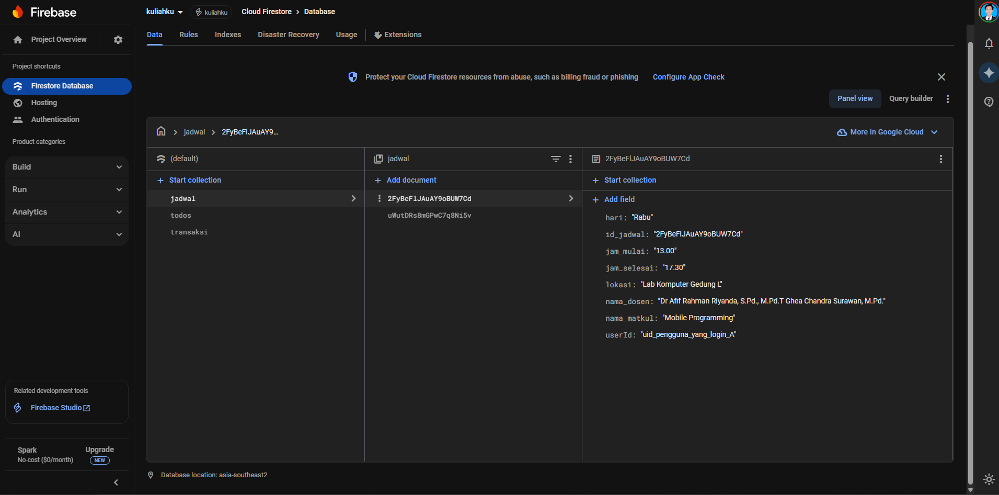 Firebase
kuliahku
kuliahku
Cloud Firestore
Database
Project Overview
Data
Rules
Indexes
Disaster Recovery
Usage
Extensions
Project shortcuts
Firestore Database
Hosting
Authentication
Product categories
Build
Run
Analytics
AI
Related development tools
Firebase Studio
Spark
No-cost ($0/month)
Upgrade
NEW
Protect your Cloud Firestore resources from abuse, such as billing fraud or phishing
Configure App Check
Panel view
Query builder
jadwal
2FyBeFlJAuAY9...
More in Google Cloud
(default)
Start collection
jadwal
todos
transaksi
jadwal
Add document
2FyBeFlJAuAY9oBUW7Cd
uWutDRs8mGPwC7q8Ni5v
2FyBeFlJAuAY9oBUW7Cd
Start collection
Add field
hari: "Rabu"
id_jadwal: "2FyBeFlJAuAY9oBUW7Cd"
jam_mulai: "13.00"
jam_selesai: "17.30"
lokasi: "Lab Komputer Gedung L"
nama_dosen: "Dr Afif Rahman Riyanda, S.Pd., M.Pd.T Ghea Chandra Surawan, M.Pd."
nama_matkul: "Mobile Programming"
userId: "uid_pengguna_yang_login_A"
Database location: asia-southeast2